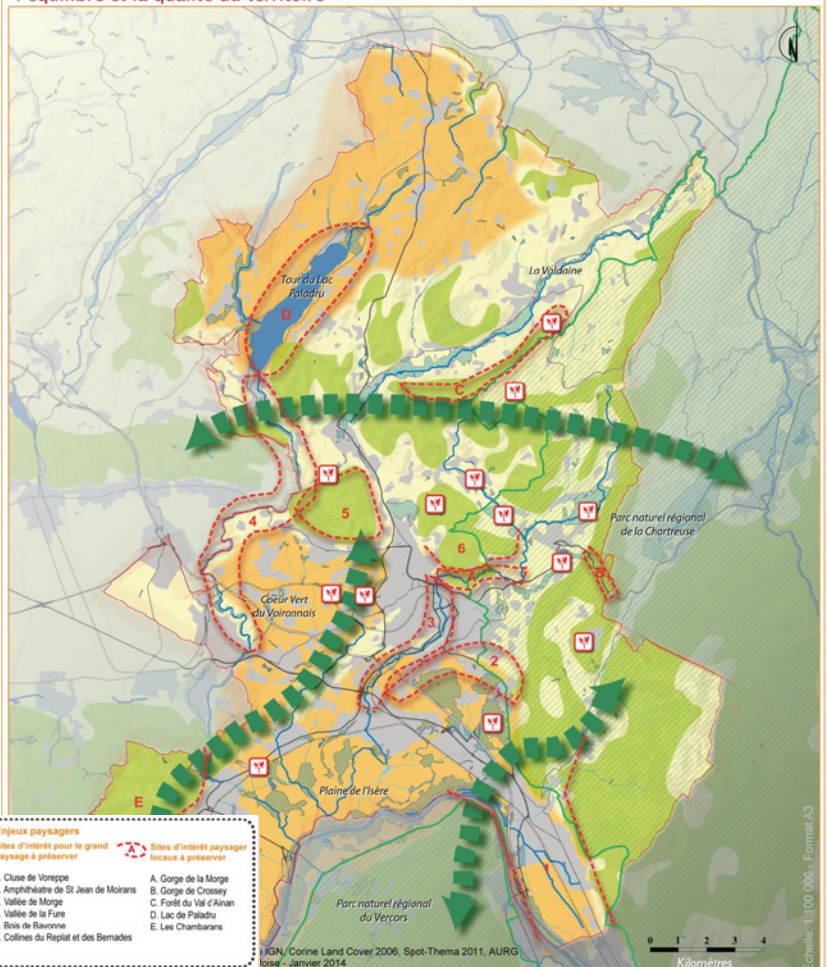 l'équilibre et la qualité du territoire
N
Tour du Lac
Paladru
D
La Valdaine
C
5
4
6
A
B
Parc naturel régional
de la Chartreuse
Coeur Vert
du Voironnais
3
2
E
Plaine de l'Isère
1
Parc naturel régional
du Vercors
Enjeux paysagers
Sites d'intérêt pour le grand
paysage à préserver
A
Sites d'intérêt paysager
locaux à préserver
. Cluse de Voreppe
. Amphithéatre de St Jean de Moirans
. Vallée de Morge
. Vallée de la Fure
. Bois de Bavonne
. Collines du Replat et des Bernades
A. Gorge de la Morge
B. Gorge de Crossey
C. Forêt du Val d'Ainan
D. Lac de Paladru
E. Les Chambarans
IGN, Corine Land Cover 2006, Spot-Thema 2011, AURG
loise - Janvier 2014
0 1 2 3 4
Kilomètres
Echelle: 1:100 000 - Format A3